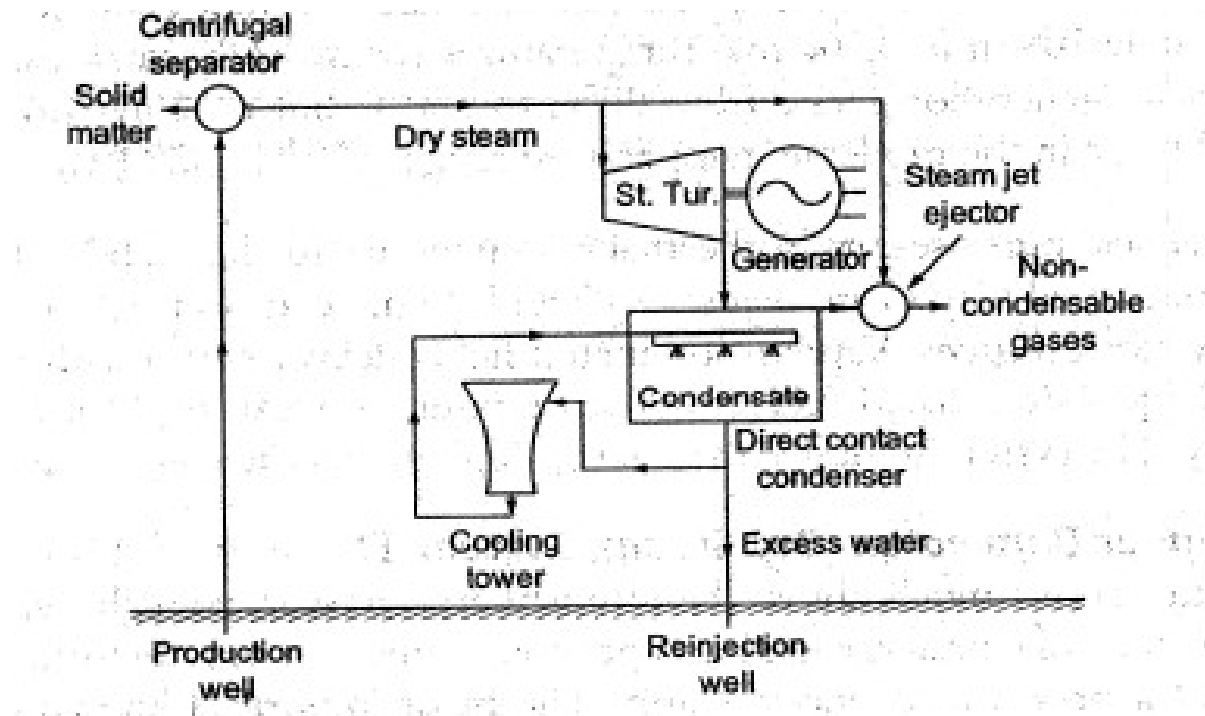 Centrifugal
separator
Solid
matter
Dry steam
St. Tur.
Steam jet
ejector
Generator
Non-
condensable
gases
Condensate
Direct contact
condenser
Cooling
tower
Excess water
Production
well
Reinjection
well